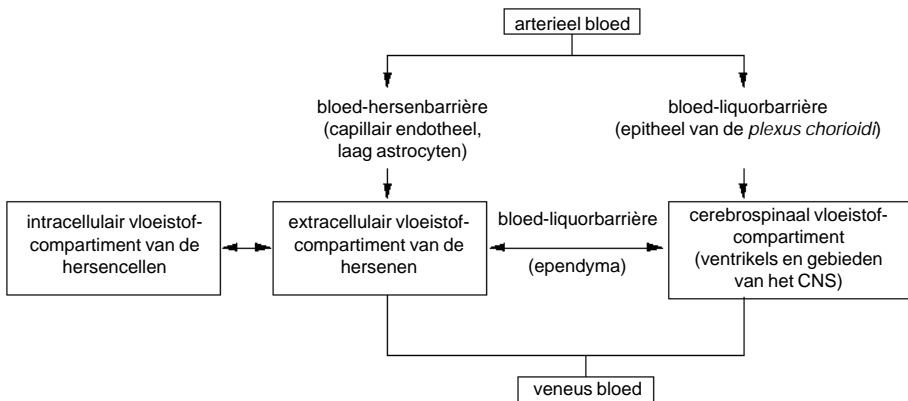 arterieel bloed
bloed-hersenbarrière
(capillair endotheel,
laag astrocyten)
bloed-liquorbarrière
(epitheel van de plexus chorioidi)
intracellulair vloeistof-
compartiment van de
hersencellen
extracellulair vloeistof-
compartiment van de
hersenen
bloed-liquorbarrière
(ependyma)
cerebrospinaal vloeistof-
compartiment
(ventrikels en gebieden
van het CNS)
veneus bloed